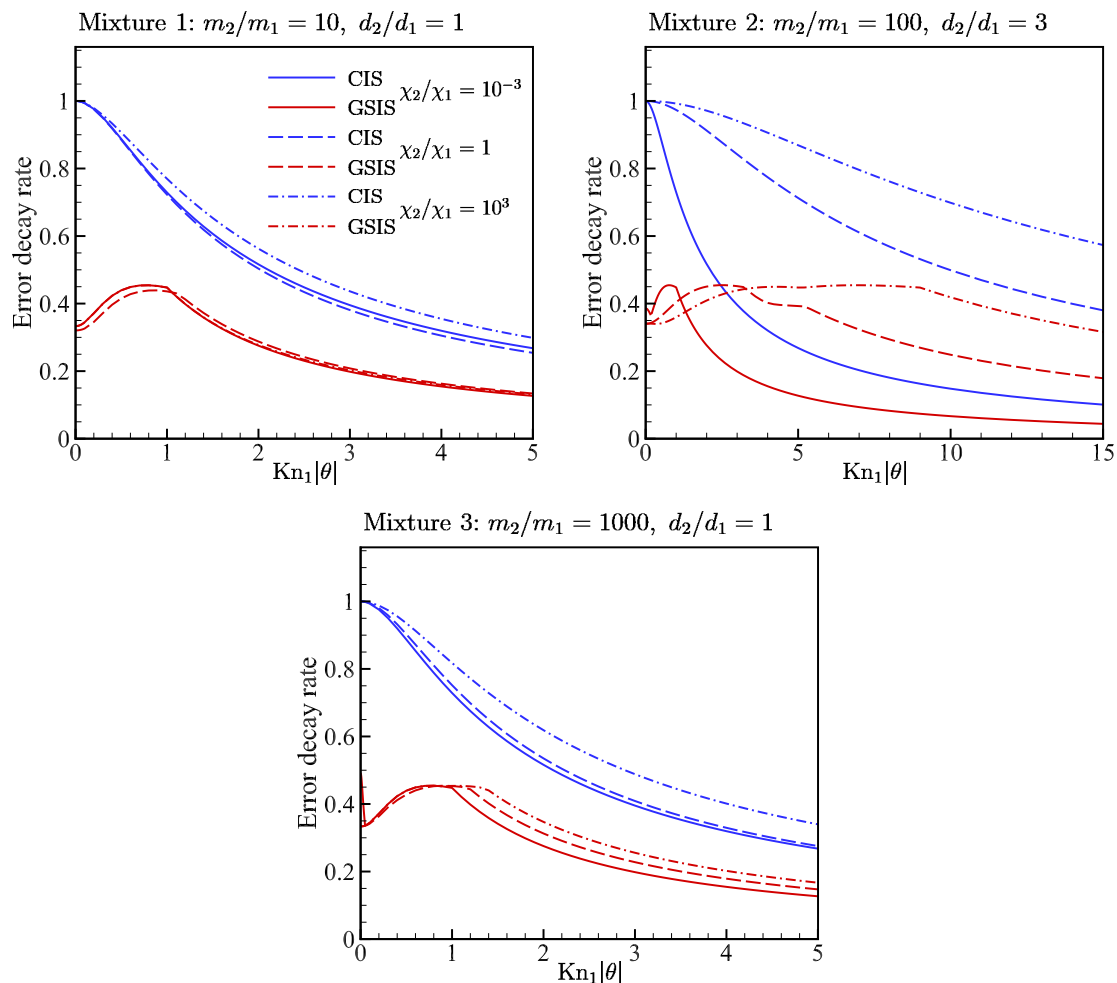 Mixture 1: m₂/m₁ = 10, d₂/d₁ = 1
Error decay rate
1
0.8
0.6
0.4
0.2
0
CIS
χ₂/χ₁ = 10⁻³
GSIS
CIS
χ₂/χ₁ = 1
GSIS
CIS
χ₂/χ₁ = 10³
GSIS
0 1 2 3 4 5
Kn₁|θ|
Mixture 2: m₂/m₁ = 100, d₂/d₁ = 3
Error decay rate
1
0.8
0.6
0.4
0.2
0
0 5 10 15
Kn₁|θ|
Mixture 3: m₂/m₁ = 1000, d₂/d₁ = 1
Error decay rate
1
0.8
0.6
0.4
0.2
0
0 1 2 3 4 5
Kn₁|θ|